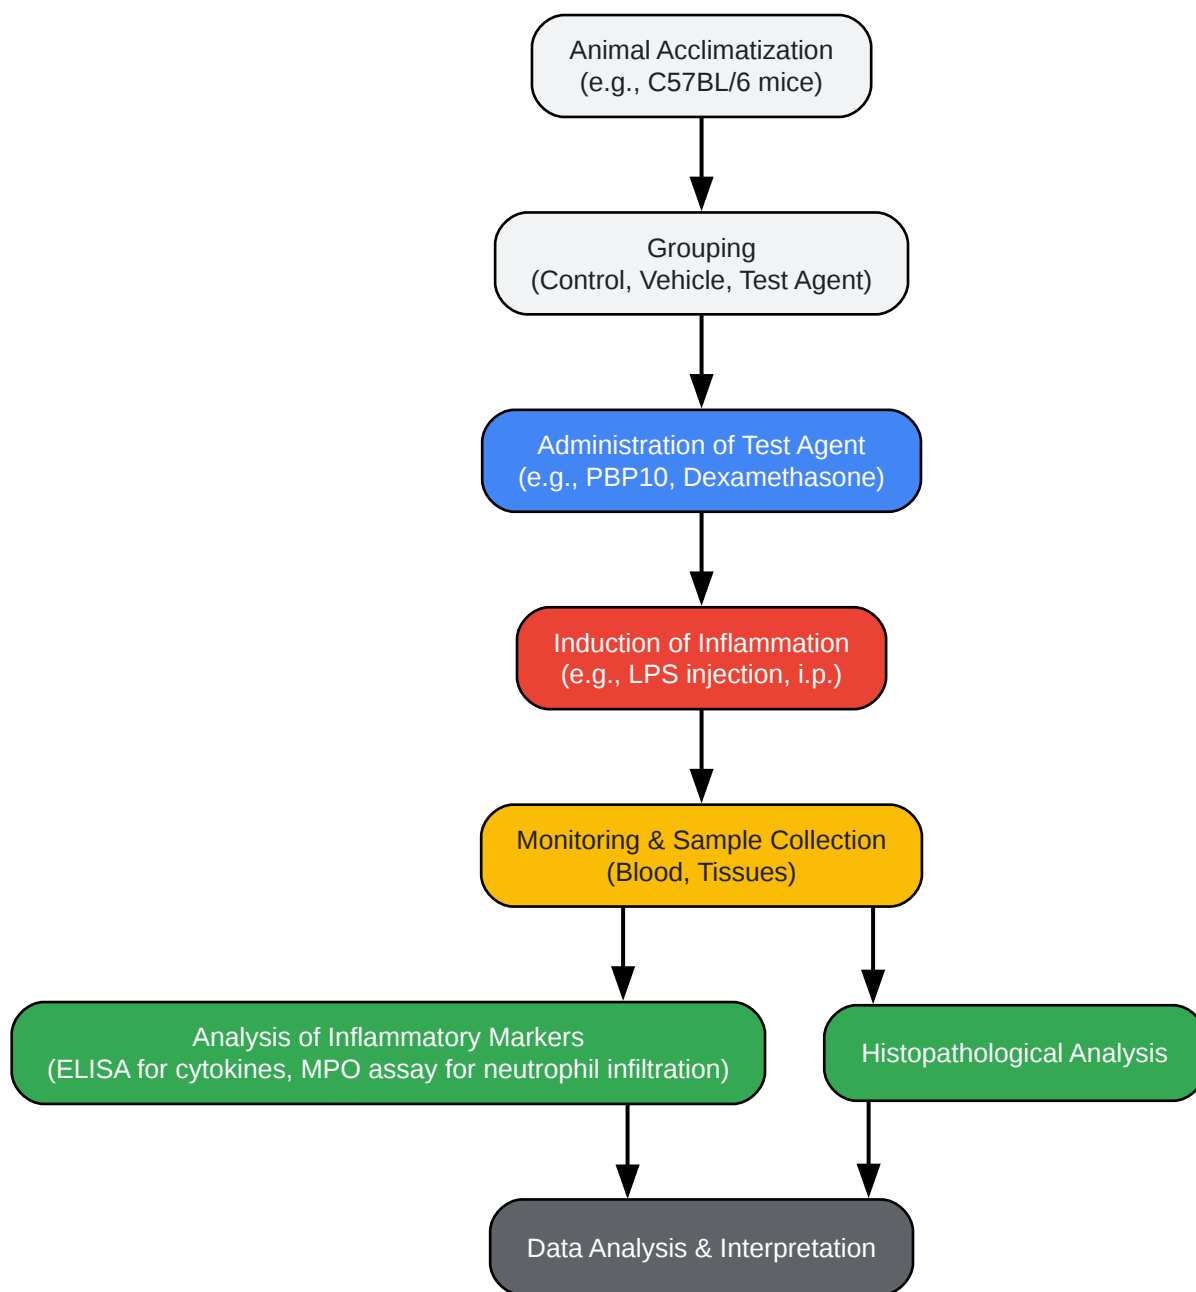 Animal Acclimatization
(e.g., C57BL/6 mice)
Grouping
(Control, Vehicle, Test Agent)
Administration of Test Agent
(e.g., PBP10, Dexamethasone)
Induction of Inflammation
(e.g., LPS injection, i.p.)
Monitoring & Sample Collection
(Blood, Tissues)
Analysis of Inflammatory Markers
(ELISA for cytokines, MPO assay for neutrophil infiltration)
Histopathological Analysis
Data Analysis & Interpretation